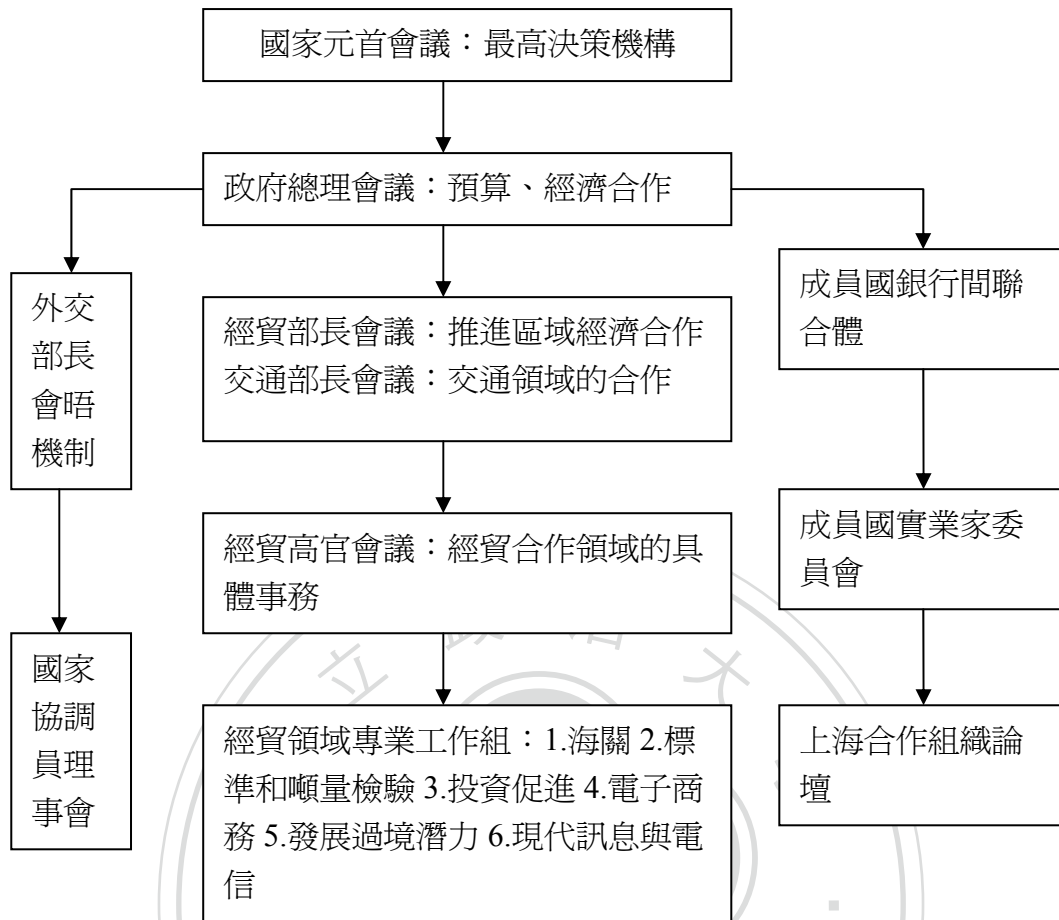 國家元首會議：最高決策機構
政府總理會議：預算、經濟合作
外交
部長
會晤
機制
經貿部長會議：推進區域經濟合作
交通部長會議：交通領域的合作
成員國銀行間聯
合體
經貿高官會議：經貿合作領域的具
體事務
成員國實業家委
員會
國家
協調
員理
事會
經貿領域專業工作組：1.海關 2.標
準和噸量檢驗 3.投資促進 4.電子商
務 5.發展過境潛力 6.現代訊息與電
信
上海合作組織論
壇
立 政 治 大